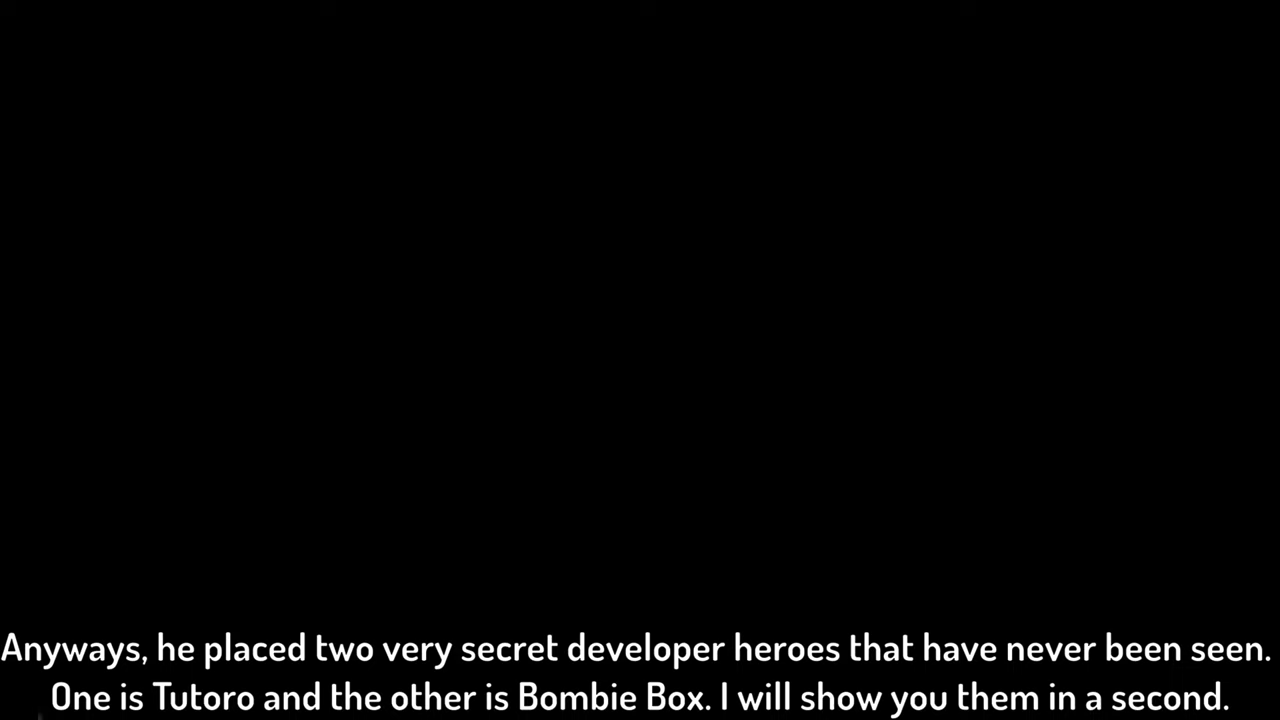 Anyways, he placed two very secret developer heroes that have never been seen.
One is Tutoro and the other is Bombie Box. I will show you them in a second.